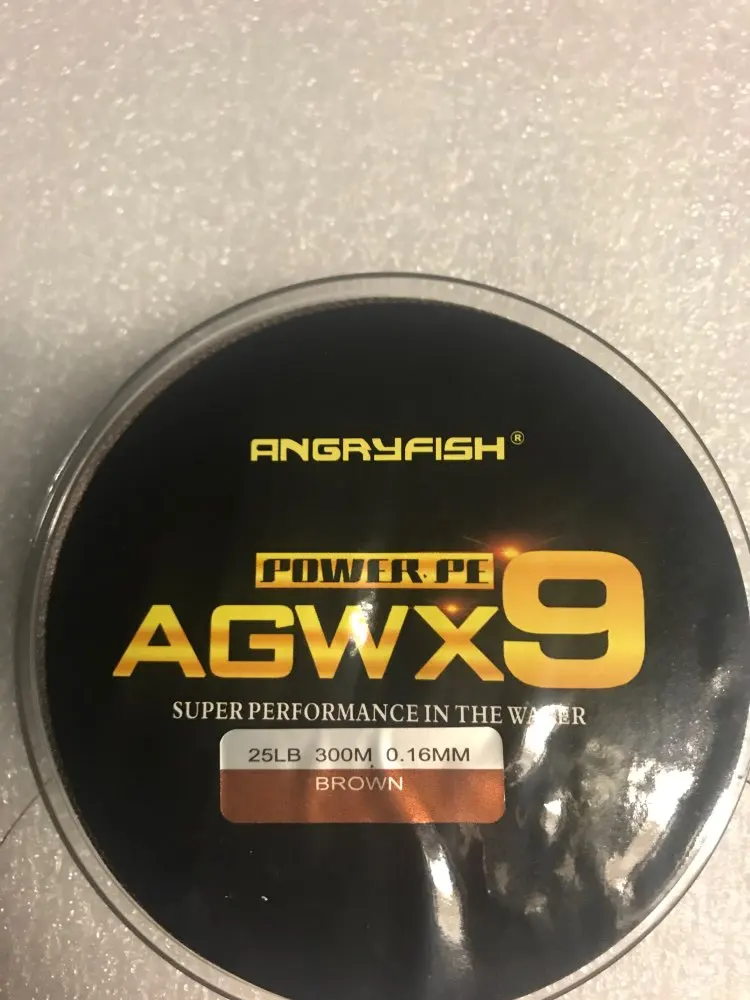 ANGRYFISH®
POWER.PE
AGWX9
SUPER PERFORMANCE IN THE WATER
25LB 300M 0.16MM
BROWN